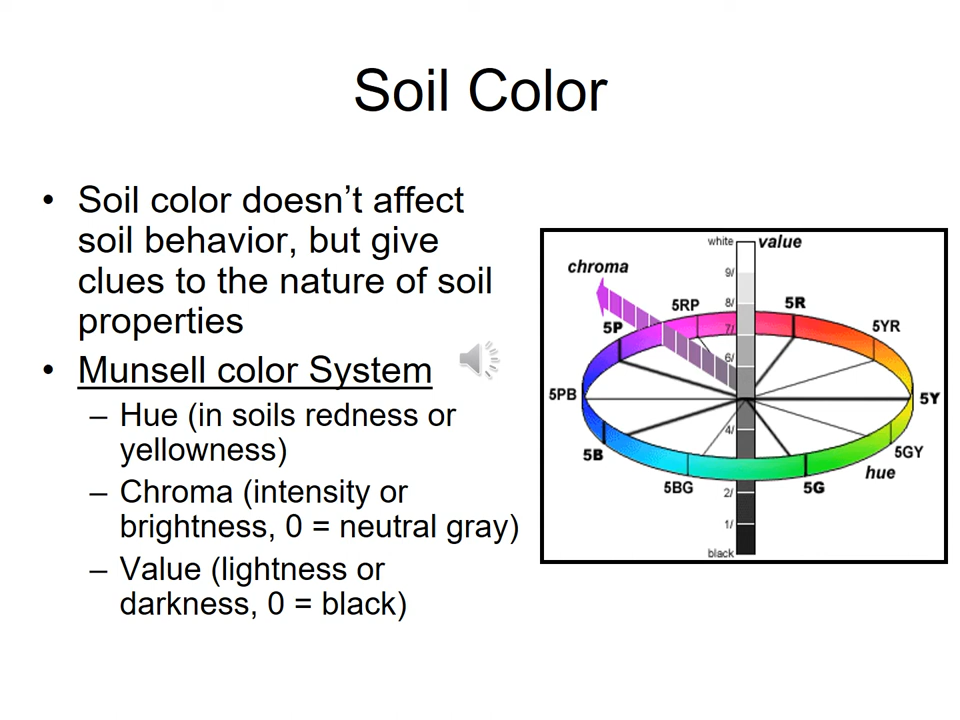 Soil Color
• Soil color doesn’t affect
soil behavior, but give
clues to the nature of soil
properties
• Munsell color System
– Hue (in soils redness or
yellowness)
– Chroma (intensity or
brightness, 0 = neutral gray)
– Value (lightness or
darkness, 0 = black)
white value
chroma
9/
8/
5RP
5R
5P
7/
5YR
6/
5PB
5Y
4/
5B
5GY
hue
5BG
2/
5G
1/
black